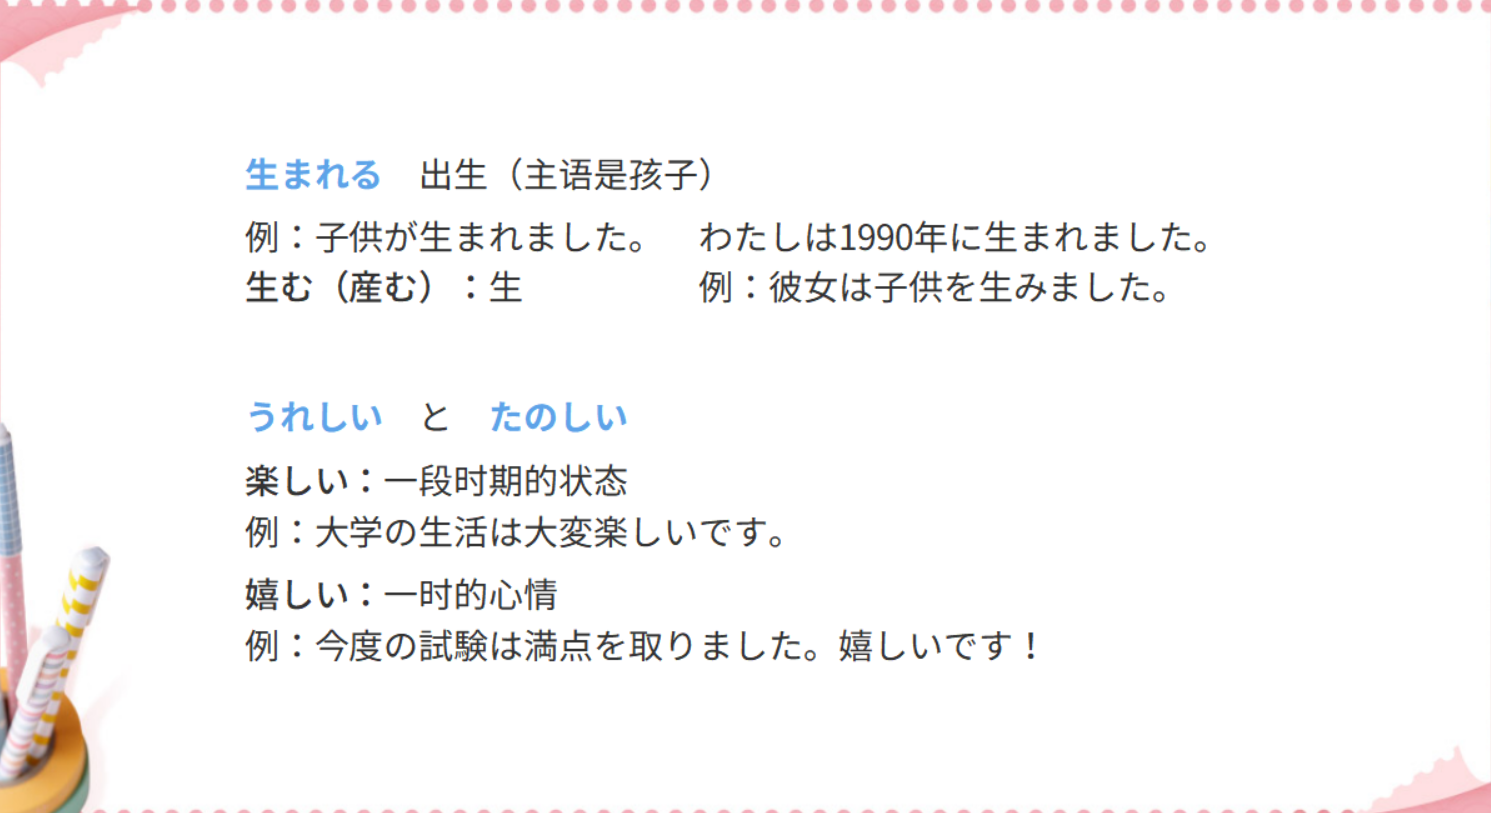 生まれる　出生（主语是孩子）
例：子供が生まれました。　わたしは1990年に生まれました。
生む（産む）：生　　　　　例：彼女は子供を生みました。
うれしい　と　たのしい
楽しい：一段时期的状态
例：大学の生活は大変楽しいです。
嬉しい：一时的心情
例：今度の試験は満点を取りました。嬉しいです！